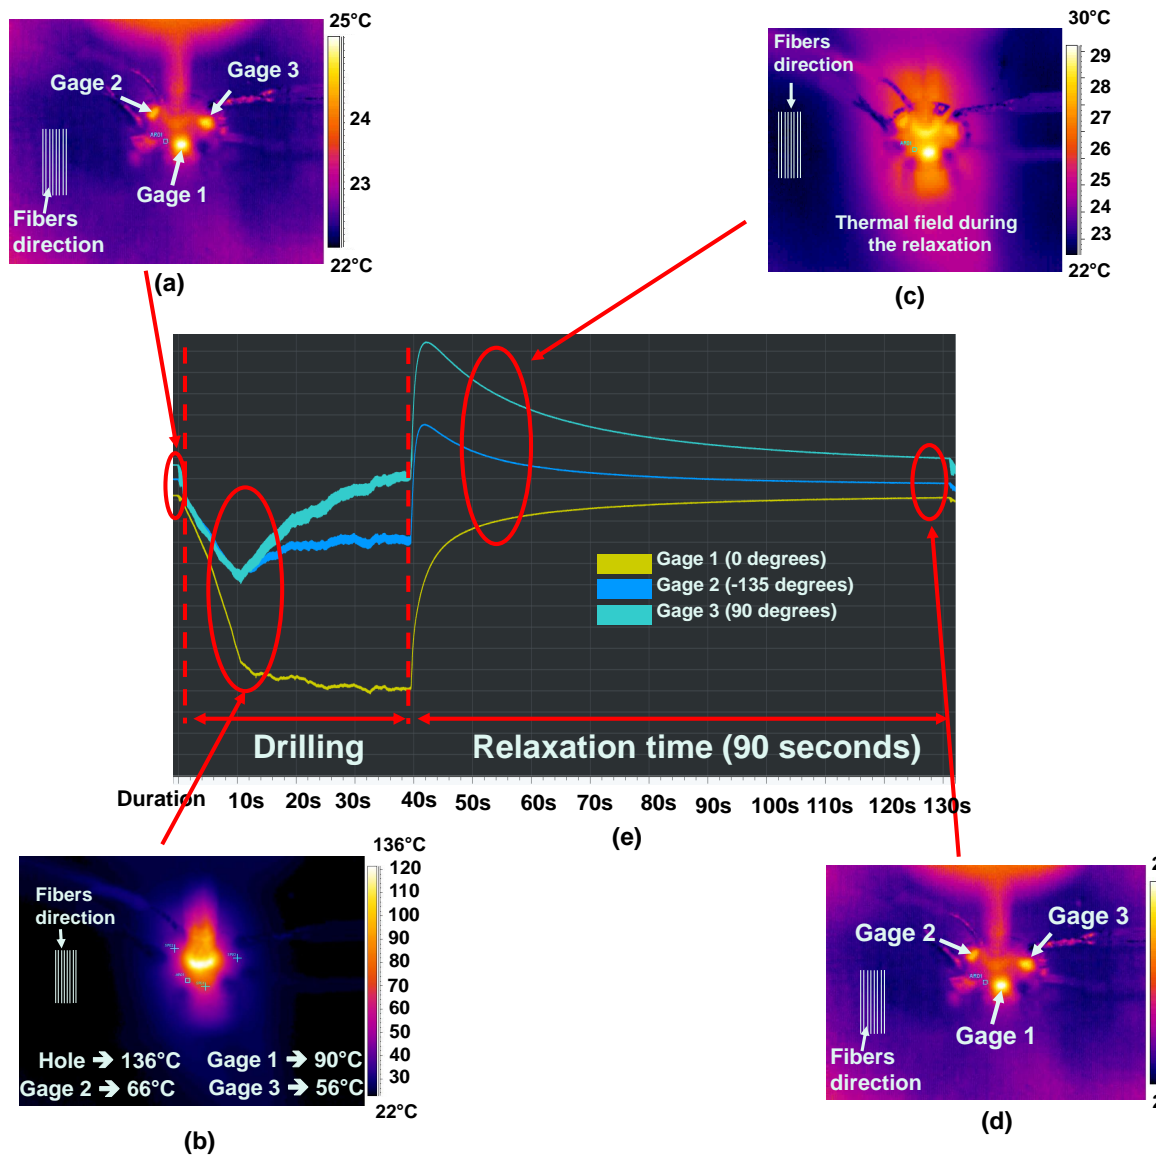 25°C
Gage 2
Gage 3
24
23
Gage 1
Fibers
direction
22°C
(a)
30°C
Fibers
direction
29
28
27
26
25
24
23
Thermal field during
the relaxation
22°C
(c)
Gage 1 (0 degrees)
Gage 2 (-135 degrees)
Gage 3 (90 degrees)
Drilling
Relaxation time (90 seconds)
Duration 10s 20s 30s 40s 50s 60s 70s 80s 90s 100s 110s 120s 130s
(e)
136°C
Fibers
direction
120
110
100
90
80
70
60
50
40
30
Hole ➔ 136°C Gage 1 ➔ 90°C
Gage 2 ➔ 66°C Gage 3 ➔ 56°C
22°C
(b)
2
Gage 2
Gage 3
Gage 1
Fibers
direction
2
(d)